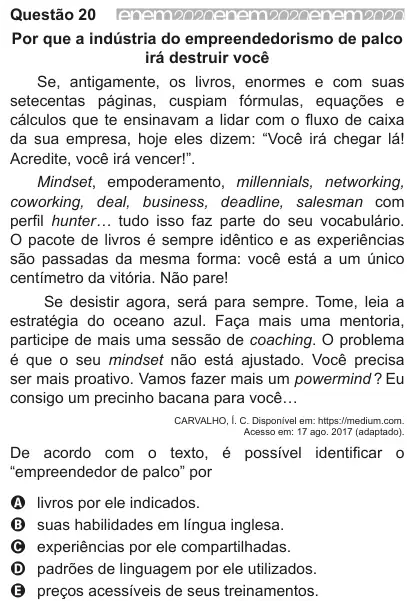 Questão 20 enem2020enem2020enem2020
Por que a indústria do empreendedorismo de palco
irá destruir você
Se, antigamente, os livros, enormes e com suas
setecentas páginas, cuspiam fórmulas, equações e
cálculos que te ensinavam a lidar com o fluxo de caixa
da sua empresa, hoje eles dizem: “Você irá chegar lá!
Acredite, você irá vencer!”.
Mindset, empoderamento, millennials, networking,
coworking, deal, business, deadline, salesman com
perfil hunter… tudo isso faz parte do seu vocabulário.
O pacote de livros é sempre idêntico e as experiências
são passadas da mesma forma: você está a um único
centímetro da vitória. Não pare!
Se desistir agora, será para sempre. Tome, leia a
estratégia do oceano azul. Faça mais uma mentoria,
participe de mais uma sessão de coaching. O problema
é que o seu mindset não está ajustado. Você precisa
ser mais proativo. Vamos fazer mais um powermind? Eu
consigo um precinho bacana para você…
CARVALHO, Í. C. Disponível em: https://medium.com.
Acesso em: 17 ago. 2017 (adaptado).
De acordo com o texto, é possível identificar o
“empreendedor de palco” por
A livros por ele indicados.
B suas habilidades em língua inglesa.
C experiências por ele compartilhadas.
D padrões de linguagem por ele utilizados.
E preços acessíveis de seus treinamentos.